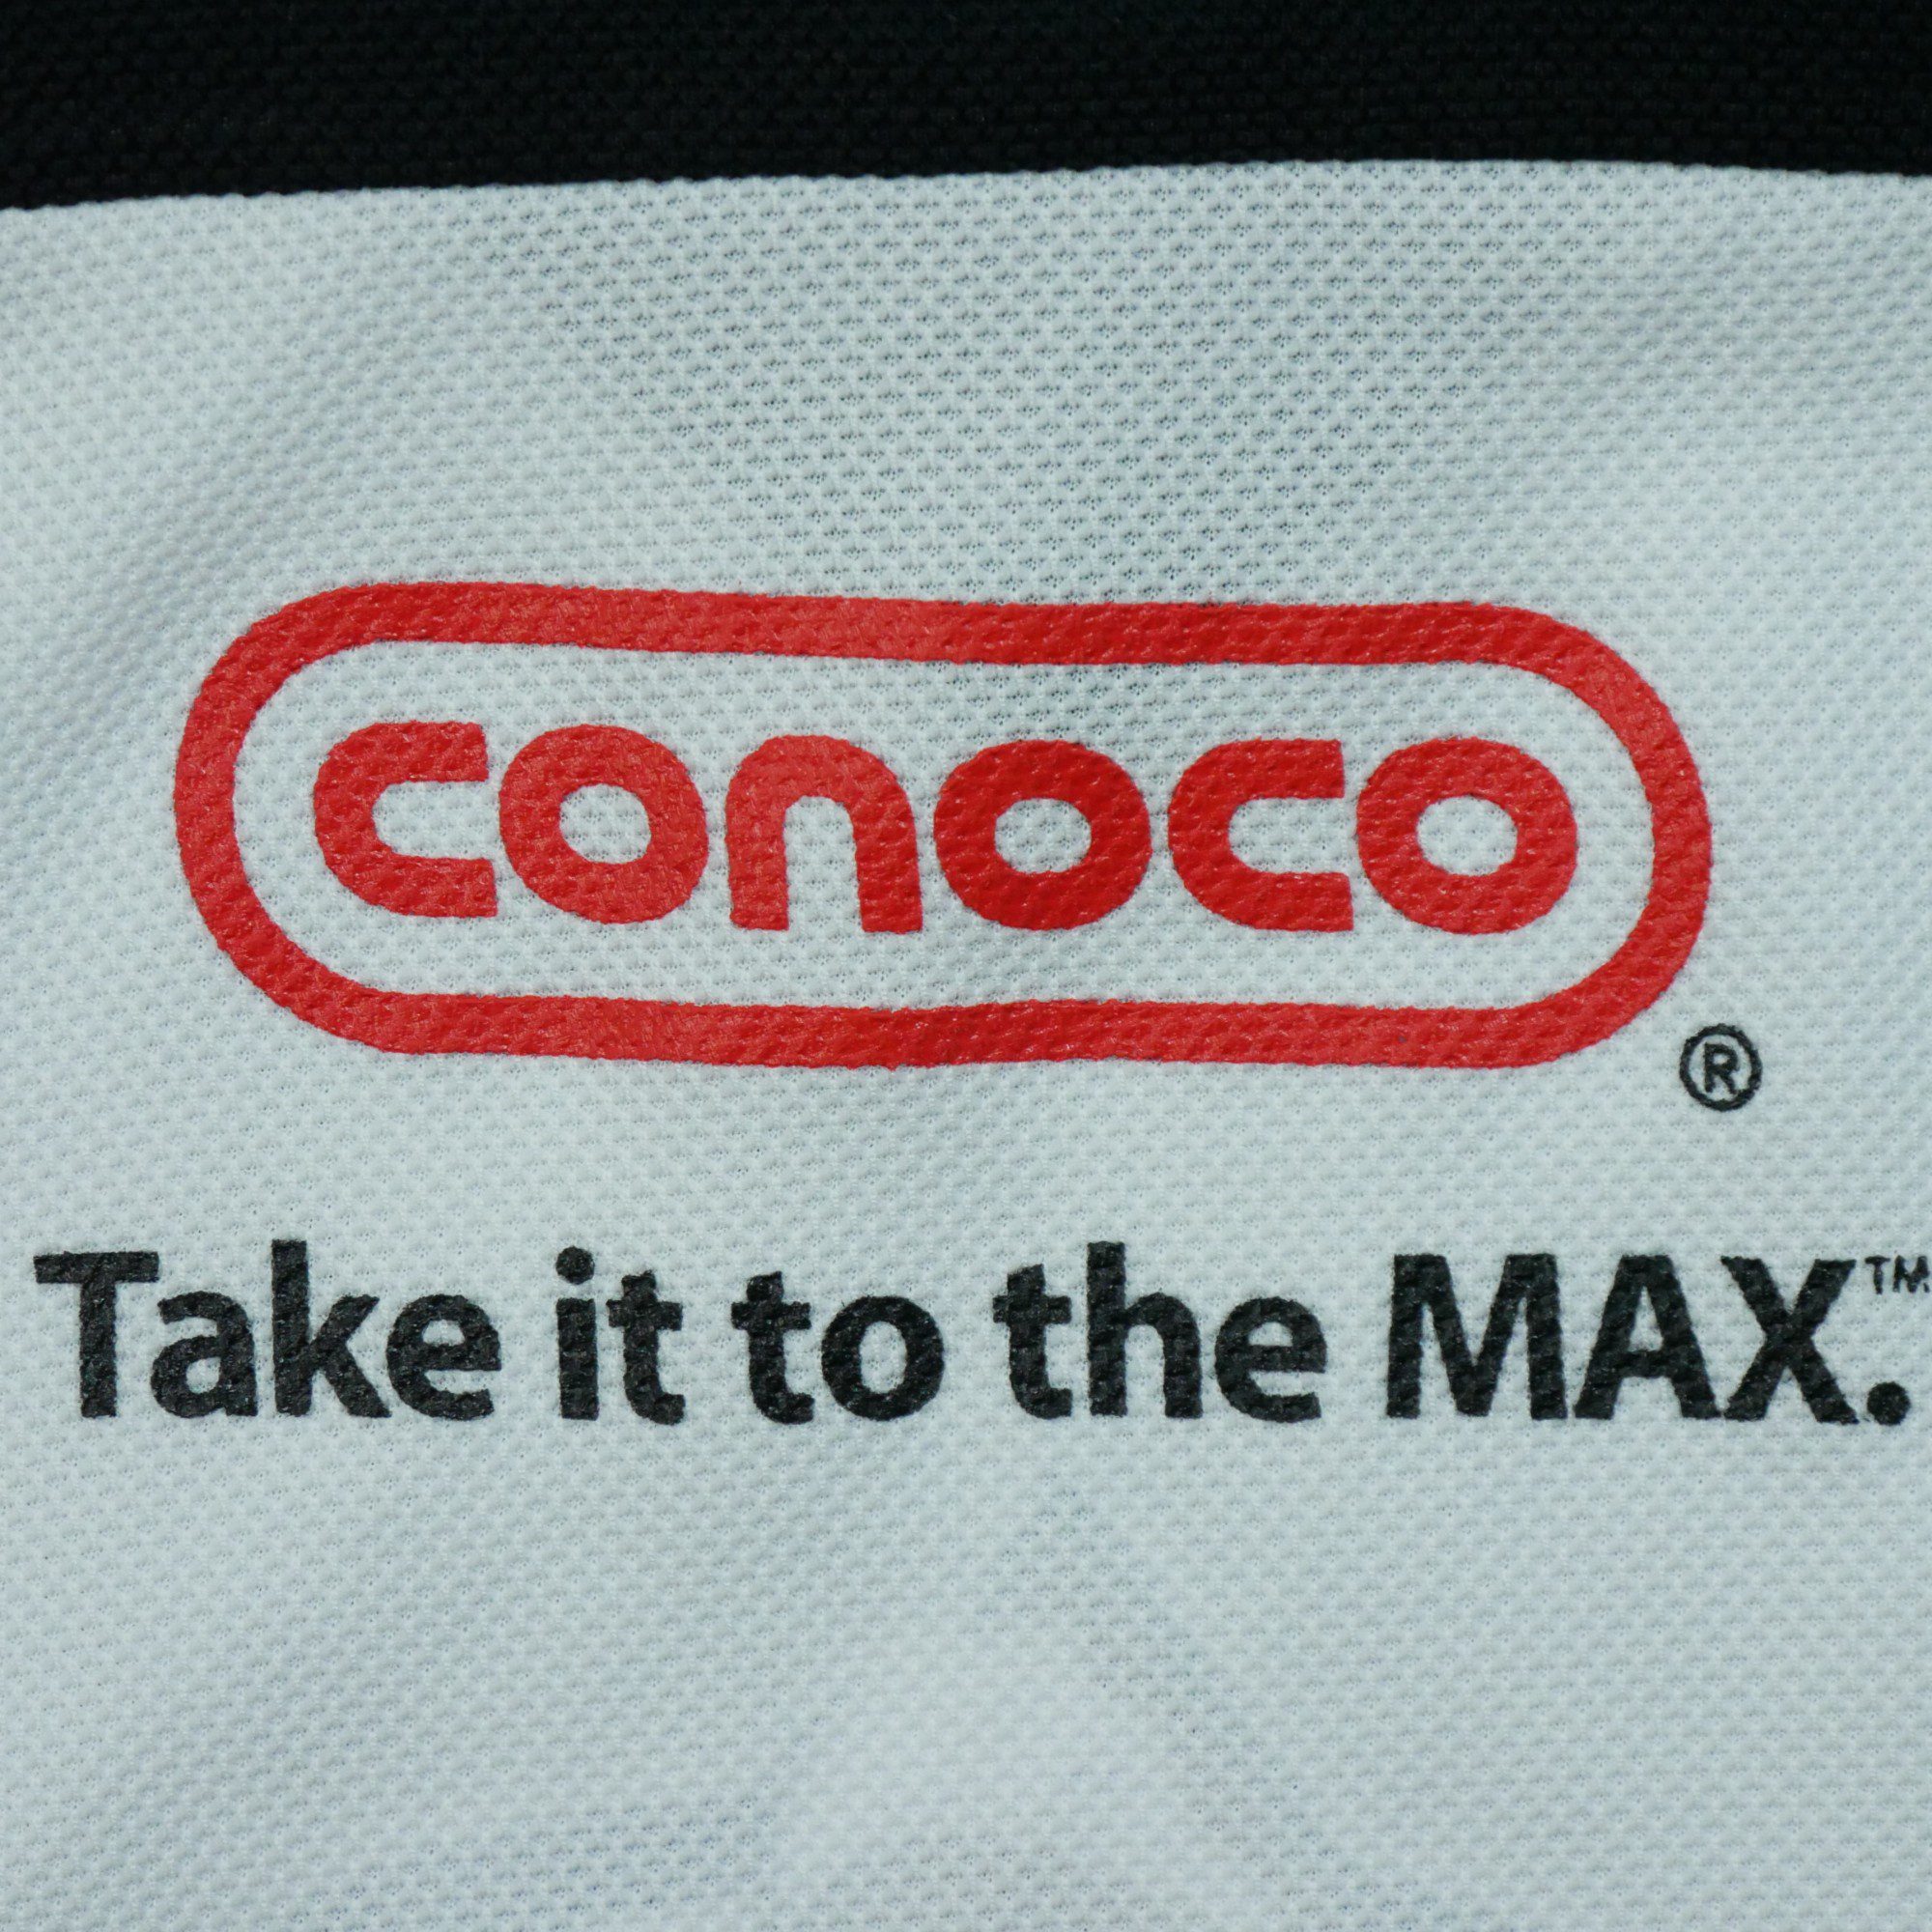 conoco
®
Take it to the MAX.™